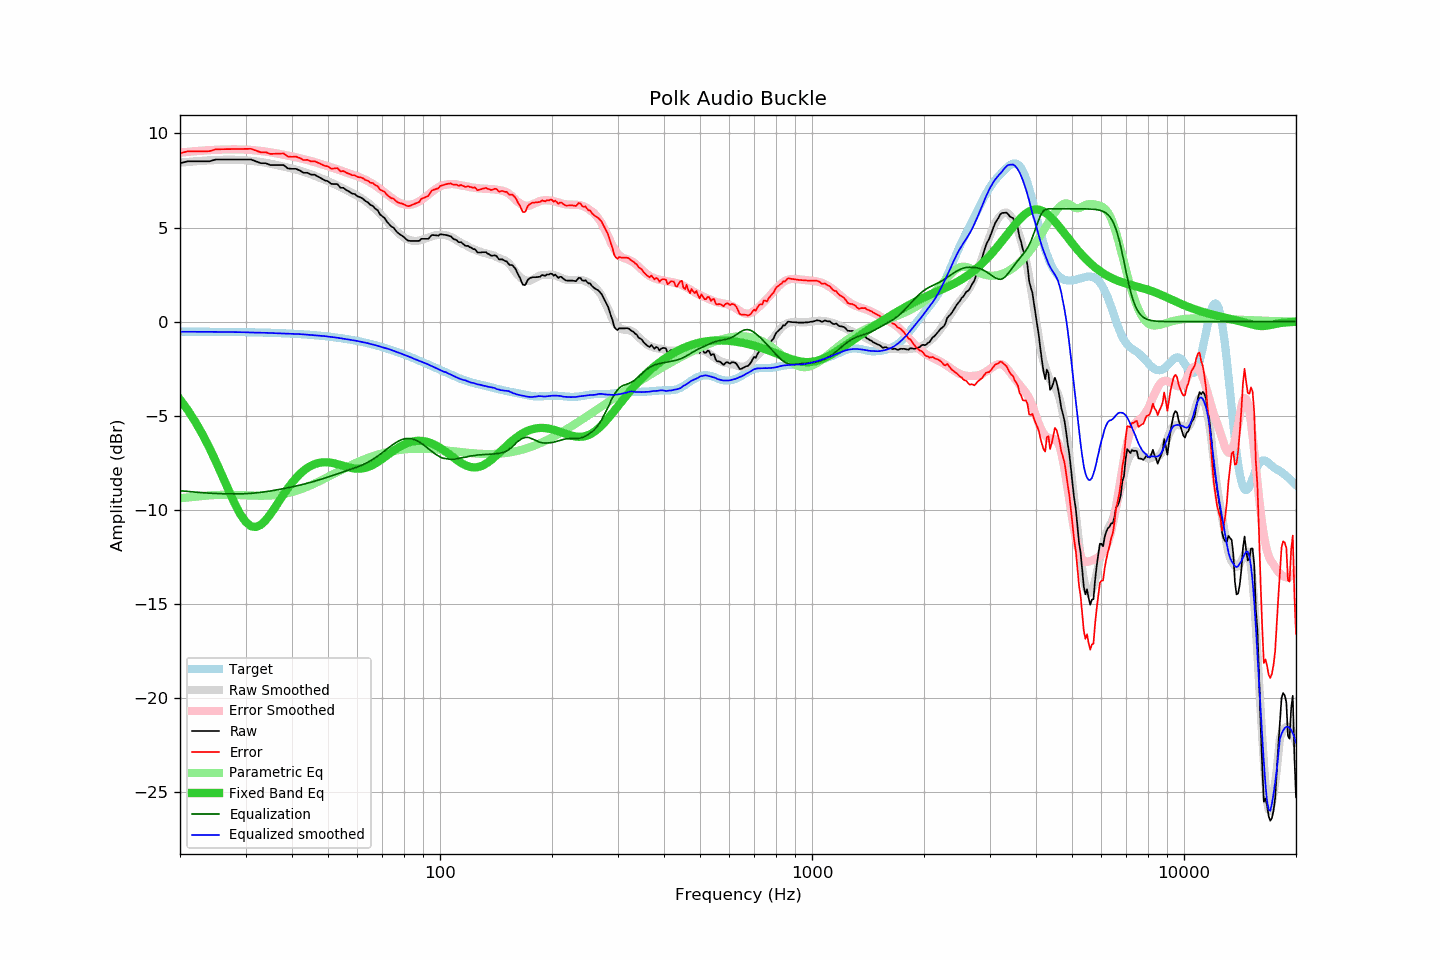 Polk Audio Buckle
Amplitude (dBr)
10
5
0
−5
−10
−15
−20
−25
Target
Raw Smoothed
Error Smoothed
Raw
Error
Parametric Eq
Fixed Band Eq
Equalization
Equalized smoothed
100
1000
10000
Frequency (Hz)